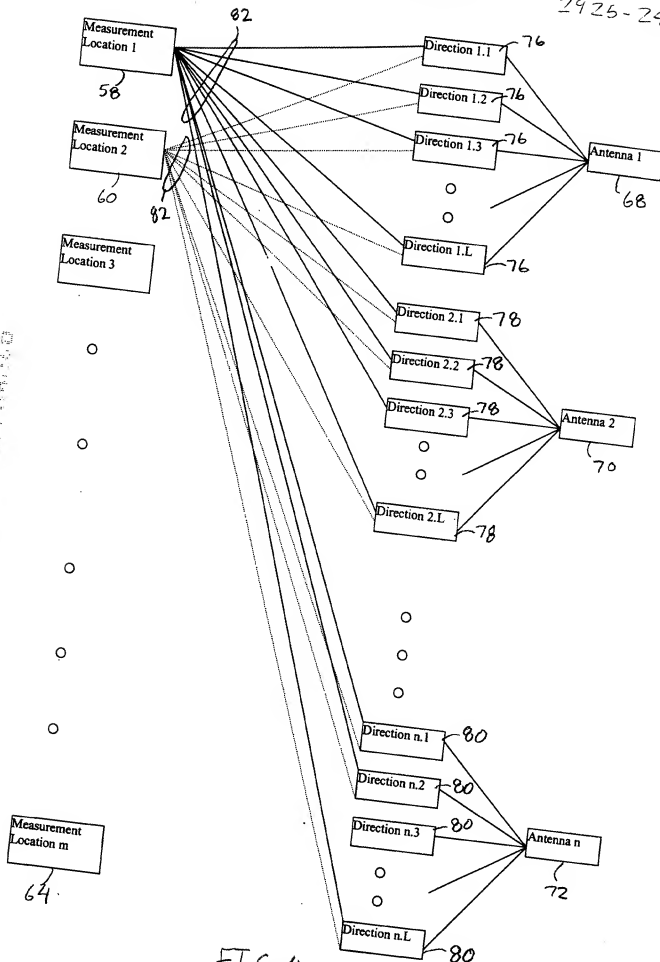 2925-24
82
Measurement
Location 1
58
Direction 1.1
76
Direction 1.2
76
Measurement
Location 2
60
82
Direction 1.3
76
Antenna 1
68
Measurement
Location 3
Direction 1.L
76
Direction 2.1
78
Direction 2.2
78
Direction 2.3
78
Antenna 2
70
Direction 2.L
78
Direction n.1
80
Direction n.2
80
Measurement
Location m
64
Direction n.3
80
Antenna n
72
Direction n.L
80
FIG.